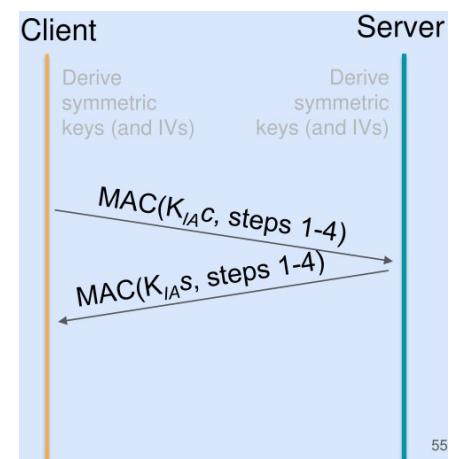 Client
Server
Derive
symmetric
keys (and IVs)
Derive
symmetric
keys (and IVs)
MAC(K_IAc, steps 1-4)
MAC(K_IAs, steps 1-4)
55